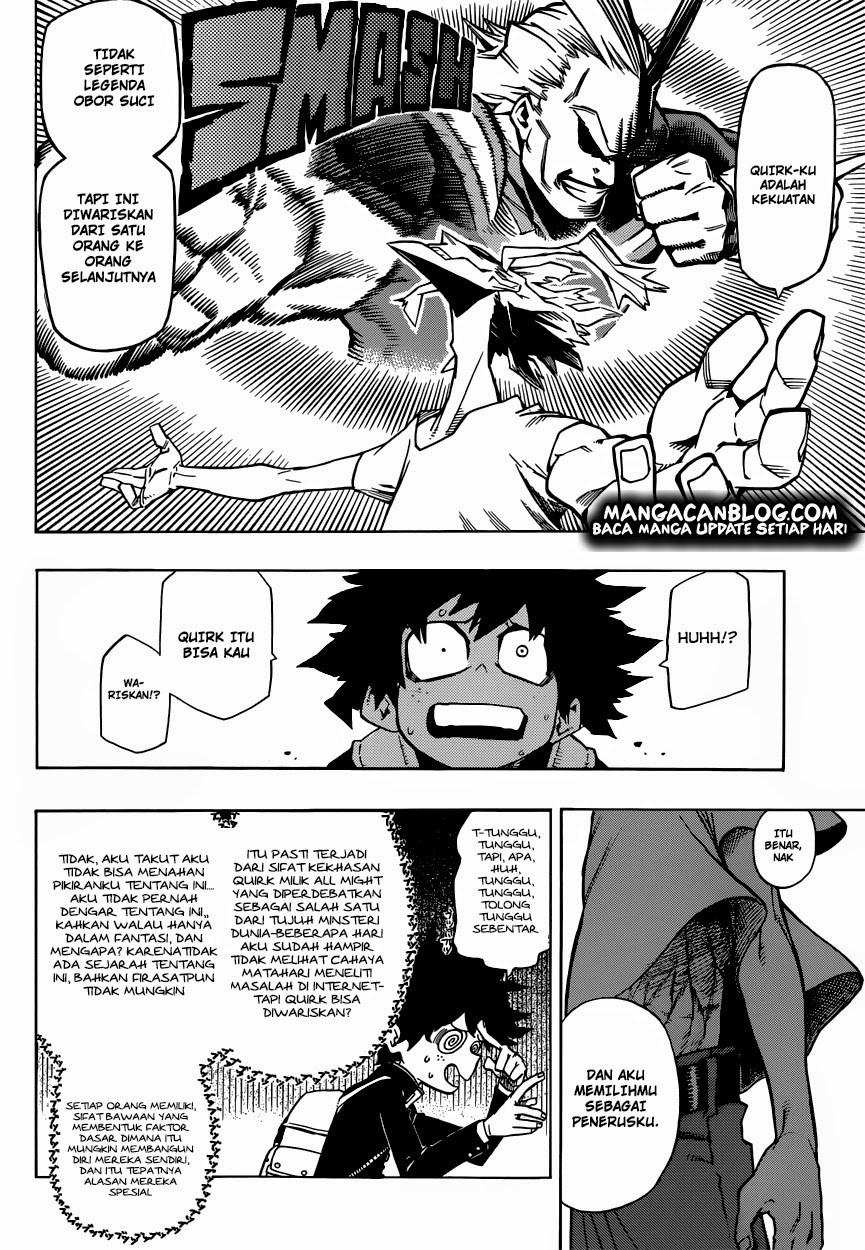 SMASH
QUIRK-KU
ADALAH
KEKUATAN
TIDAK
SEPERTI
LEGENDA
OBOR SUCI
TAPI INI
DIWARISKAN
DARI SATU
ORANG KE
ORANG
SELANJUTNYA
MANGACANBLOG.COM
BACA MANGA UPDATE SETIAP HARI
HUHH!?
QUIRK ITU
BISA KAU
WA-
RISKAN!?
ITU
BENAR,
NAK
DAN AKU
MEMILIHMU
SEBAGAI
PENERUSKU.
T-TUNGGU,
TUNGGU,
TAPI, APA,
HUH,
TUNGGU,
TUNGGU,
TOLONG
TUNGGU
SEBENTAR
ITU PASTI TERJADI
DARI SIFAT KEKHASAN
QUIRK MILIK ALL MIGHT
YANG DIPERDEBATKAN
SEBAGAI SALAH SATU
DARI TUJUH MINSTERI
DUNIA-BEBERAPA HARI
AKU SUDAH HAMPIR
TIDAK MELIHAT CAHAYA
MATAHARI MENELITI
MASALAH DI INTERNET-
TAPI QUIRK BISA
DIWARISKAN?
TIDAK, AKU TAKUT AKU
TIDAK BISA MENAHAN
PIKIRANKU TENTANG INI....
AKU TIDAK PERNAH
DENGAR TENTANG INI,,
KAHKAN WALAU HANYA
DALAM FANTASI, DAN
MENGAPA? KARENATIDAK
ADA SEJARAH TENTANG
INI, BAHKAN FIRASATPUN
TIDAK MUNGKIN
SETIAP ORANG MEMILIKI,
SIFAT BAWAAN YANG
MEMBENTUK FAKTOR
DASAR DIMANA ITU
MUNGKIN MEMBANGUN
DIRI MEREKA SENDIRI,
DAN ITU TEPATNYA
ALASAN MEREKA
SPESIAL